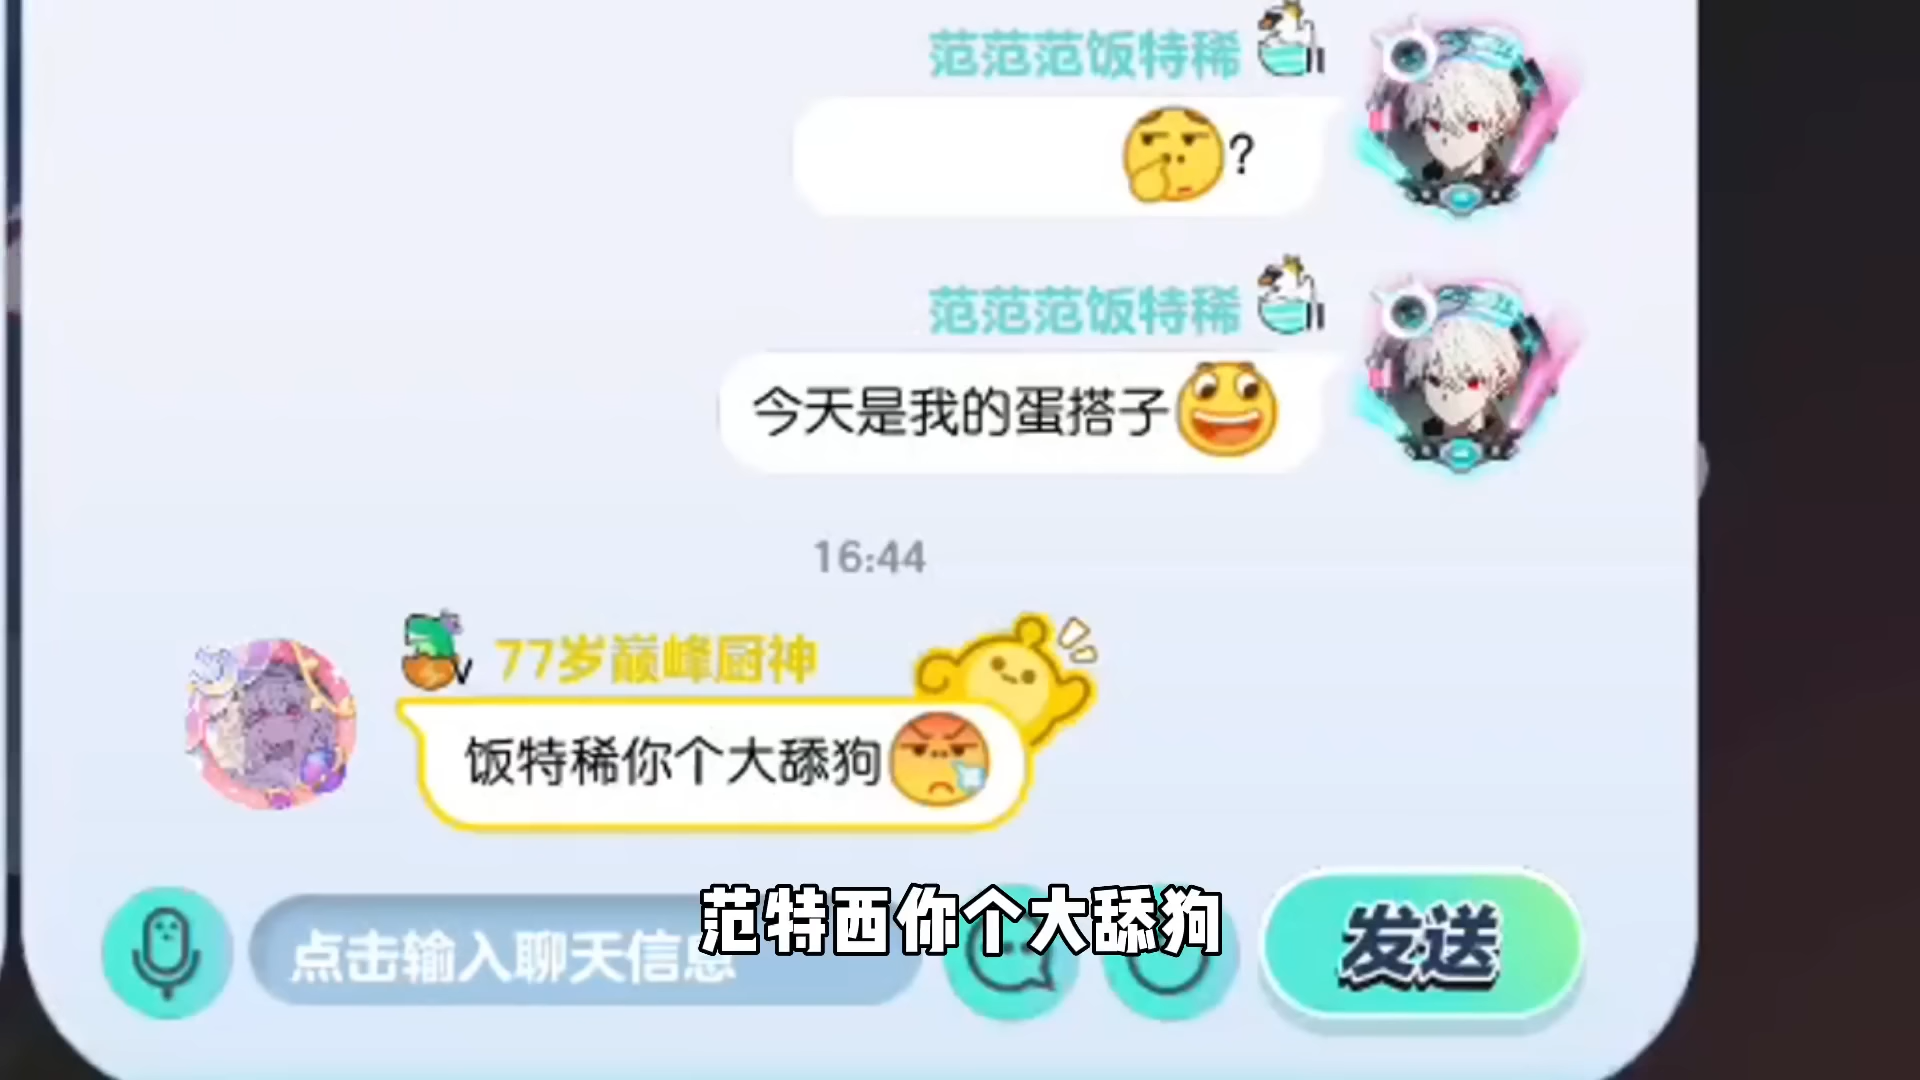 范范范饭特稀
?
范范范饭特稀
今天是我的蛋搭子
16:44
77岁巅峰厨神
饭特稀你个大舔狗
范特西你个大舔狗
点击输入聊天信息
发送